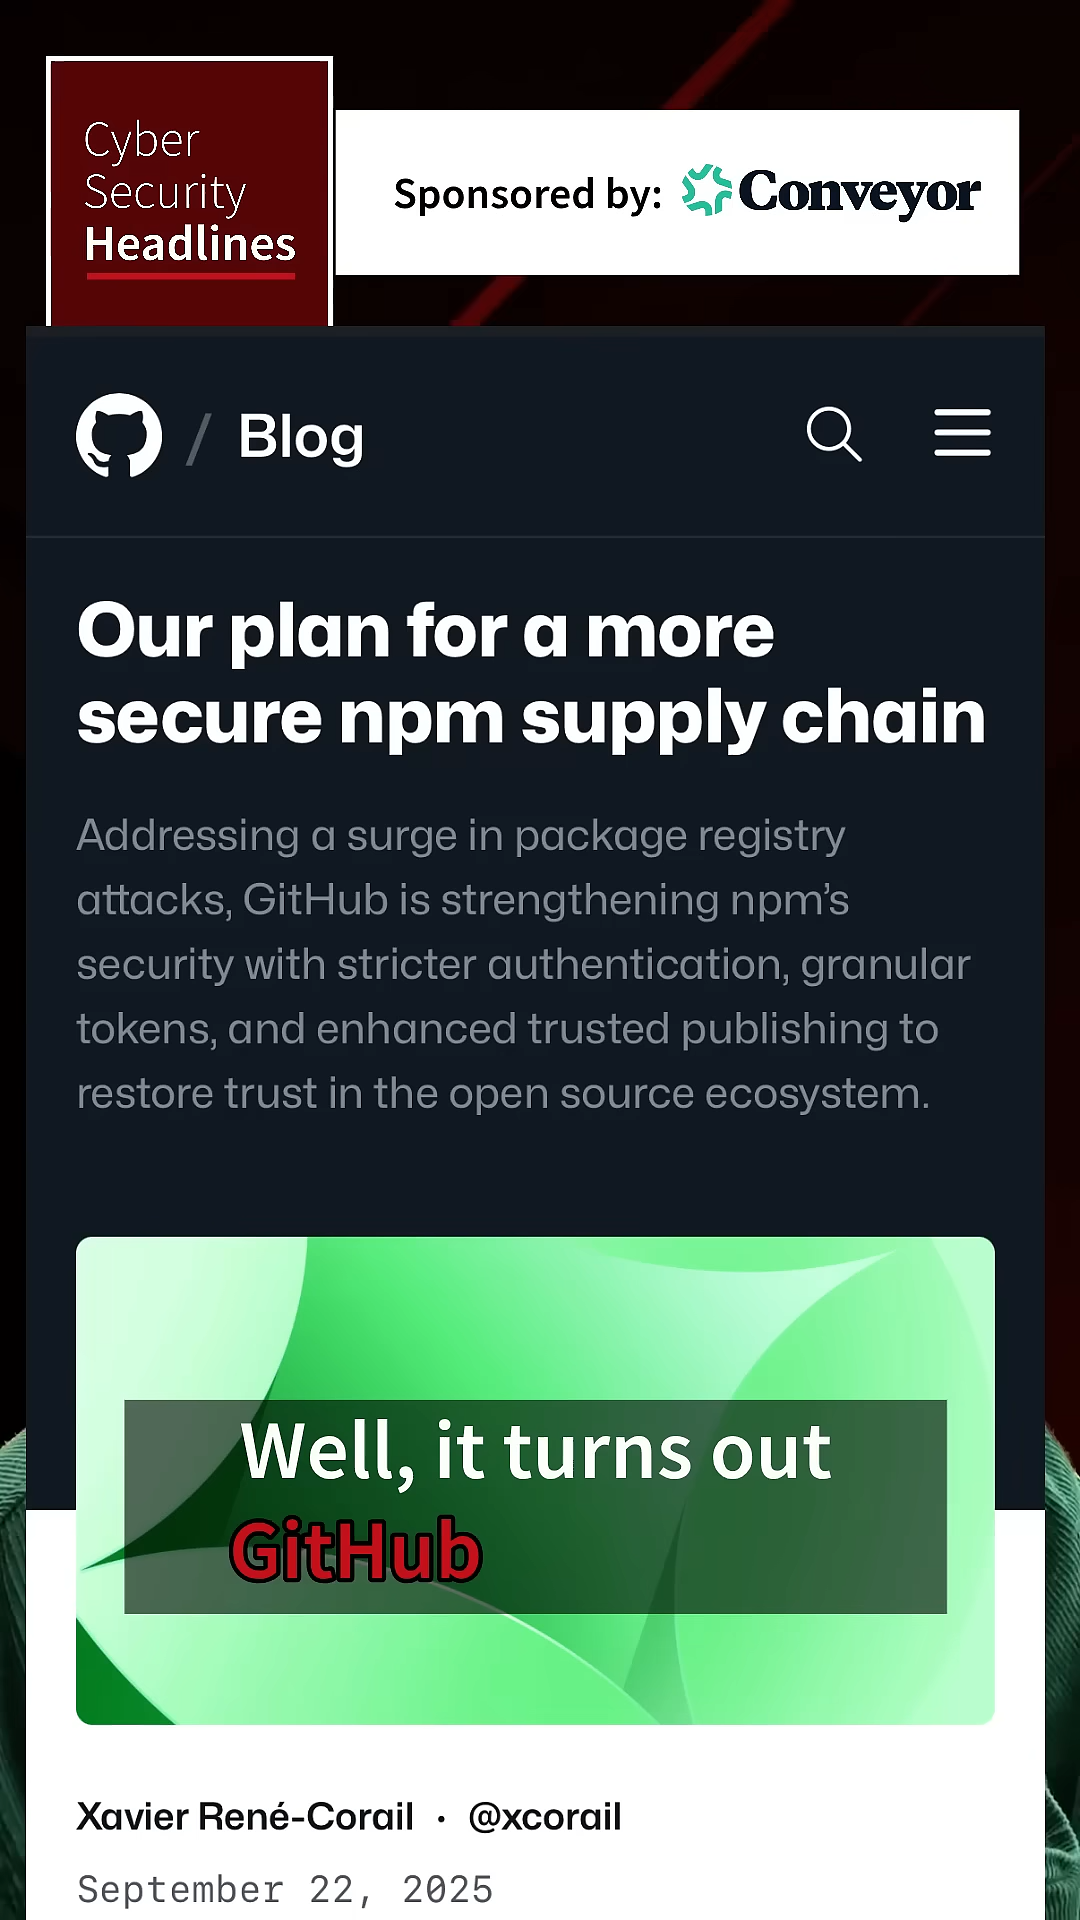 Cyber
Security
Headlines
Sponsored by: Conveyor
/ Blog
Our plan for a more
secure npm supply chain
Addressing a surge in package registry
attacks, GitHub is strengthening npm’s
security with stricter authentication, granular
tokens, and enhanced trusted publishing to
restore trust in the open source ecosystem.
Well, it turns out
GitHub
Xavier René-Corail · @xcorail
September 22, 2025